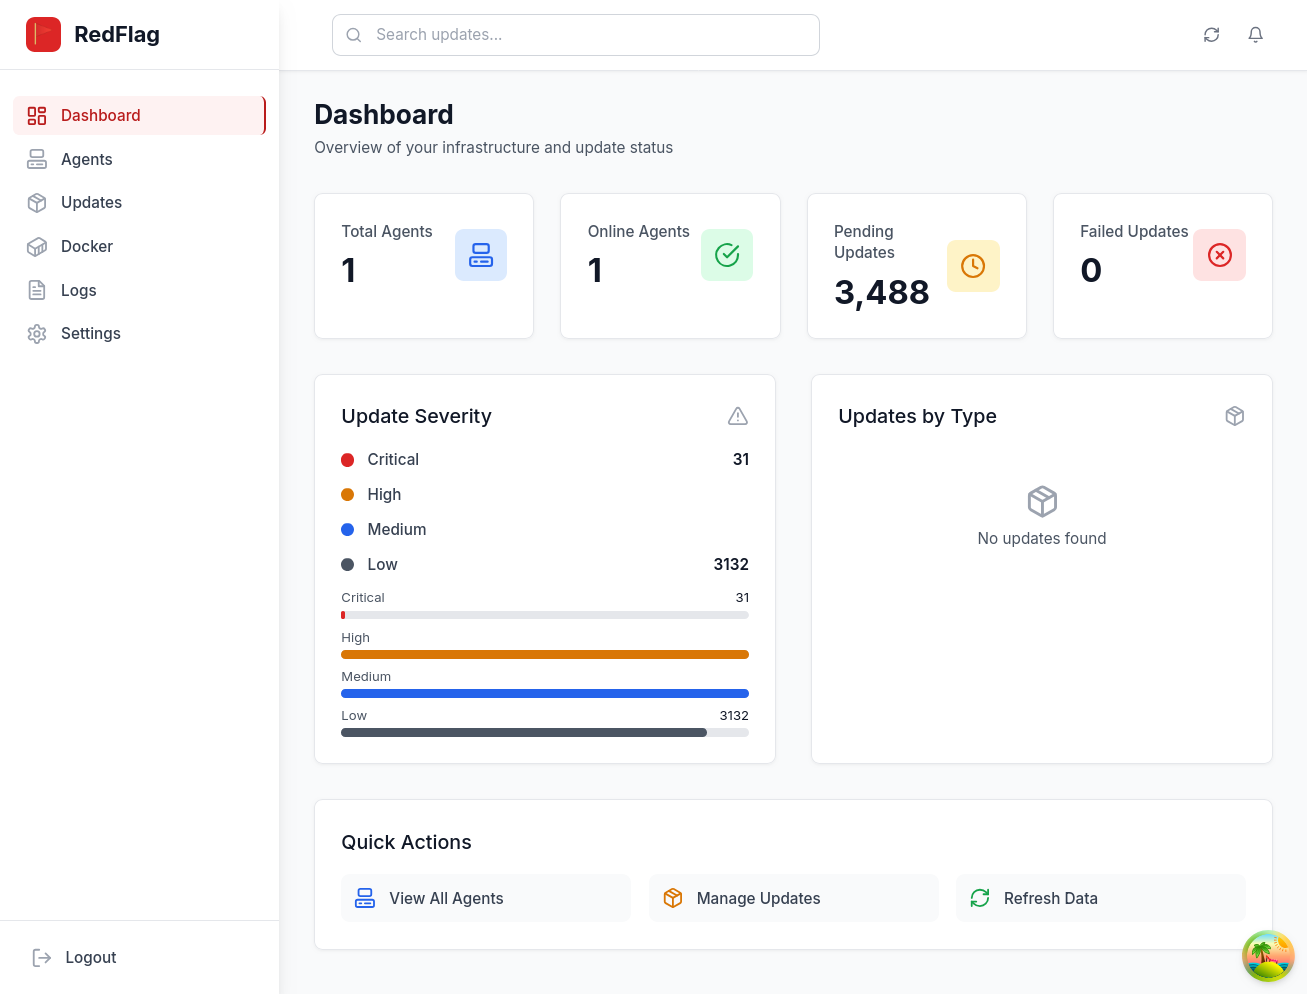 RedFlag
Search updates...
Dashboard
Agents
Updates
Docker
Logs
Settings
Logout
Dashboard
Overview of your infrastructure and update status
Total Agents
1
Online Agents
1
Pending
Updates
3,488
Failed Updates
0
Update Severity
Critical 31
High
Medium
Low 3132
Critical 31
High
Medium
Low 3132
Updates by Type
No updates found
Quick Actions
View All Agents
Manage Updates
Refresh Data